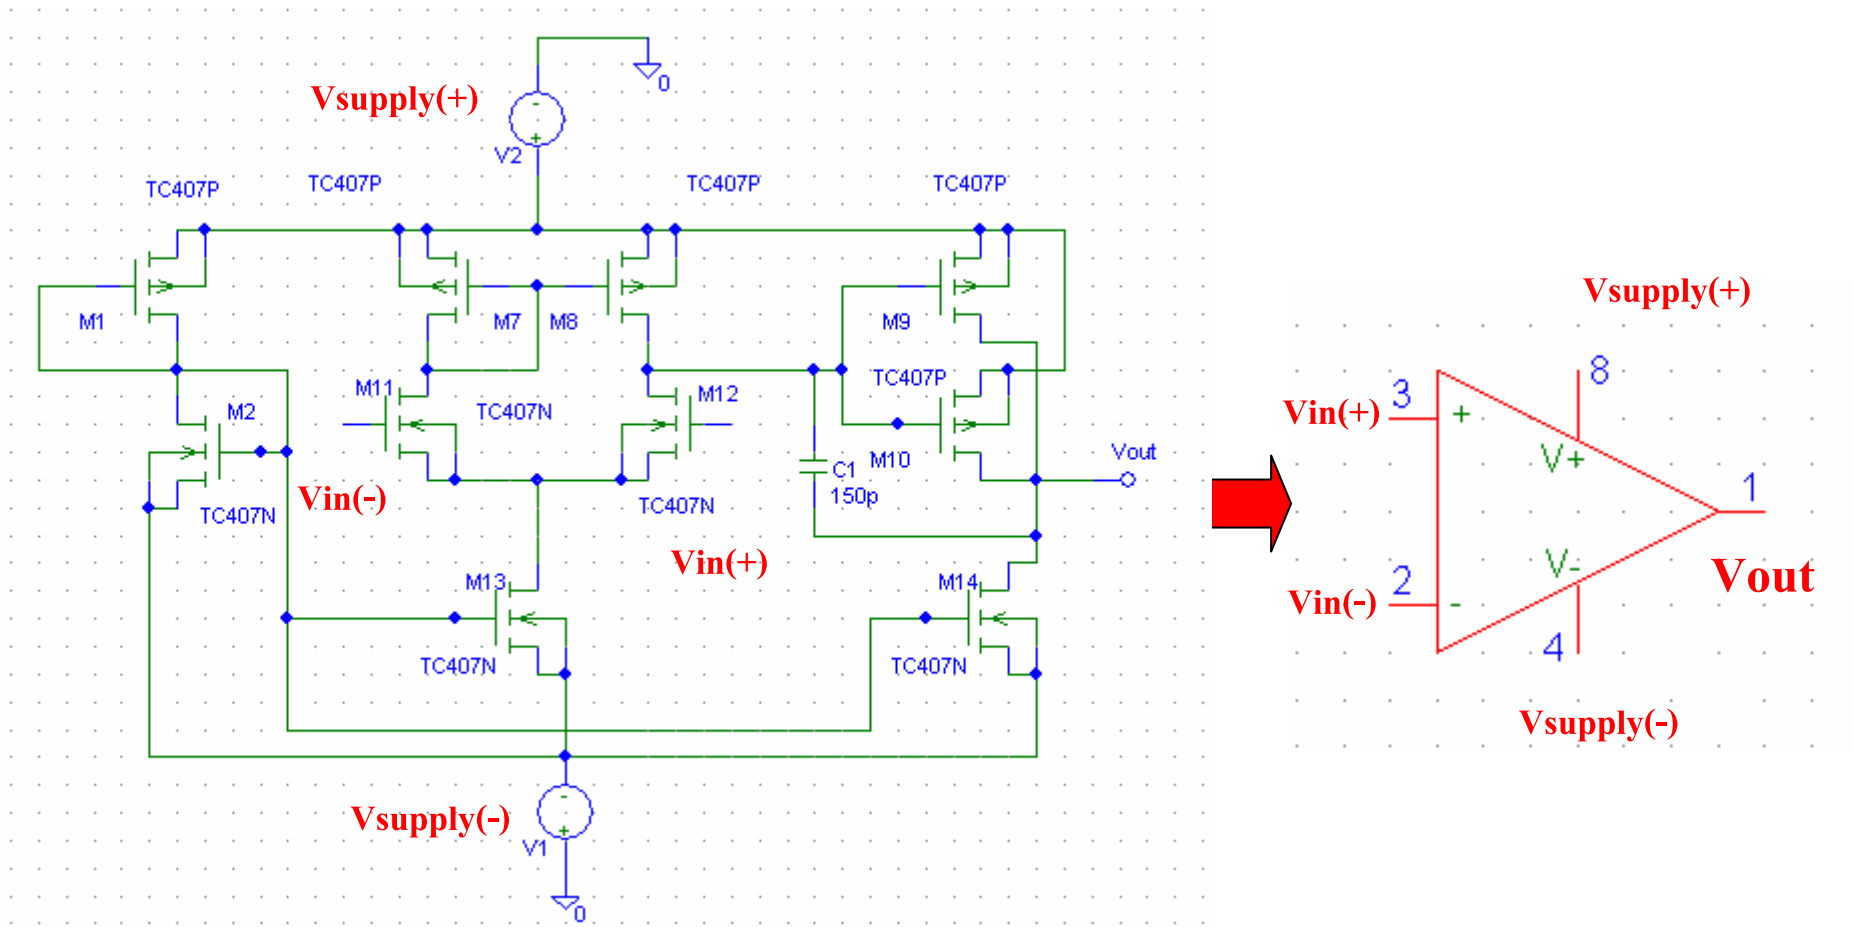 0
Vsupply(+)
-
+
V2
TC407P
TC407P
TC407P
TC407P
M1
M7
M8
M9
M11
TC407P
M12
M2
TC407N
C1
M10
Vout
150p
Vin(-)
TC407N
TC407N
Vin(+)
M13
M14
TC407N
TC407N
Vsupply(-)
-
+
V1
0
Vsupply(+)
8
3
Vin(+)
+
V+
1
V-
Vout
2
Vin(-)
-
4
Vsupply(-)